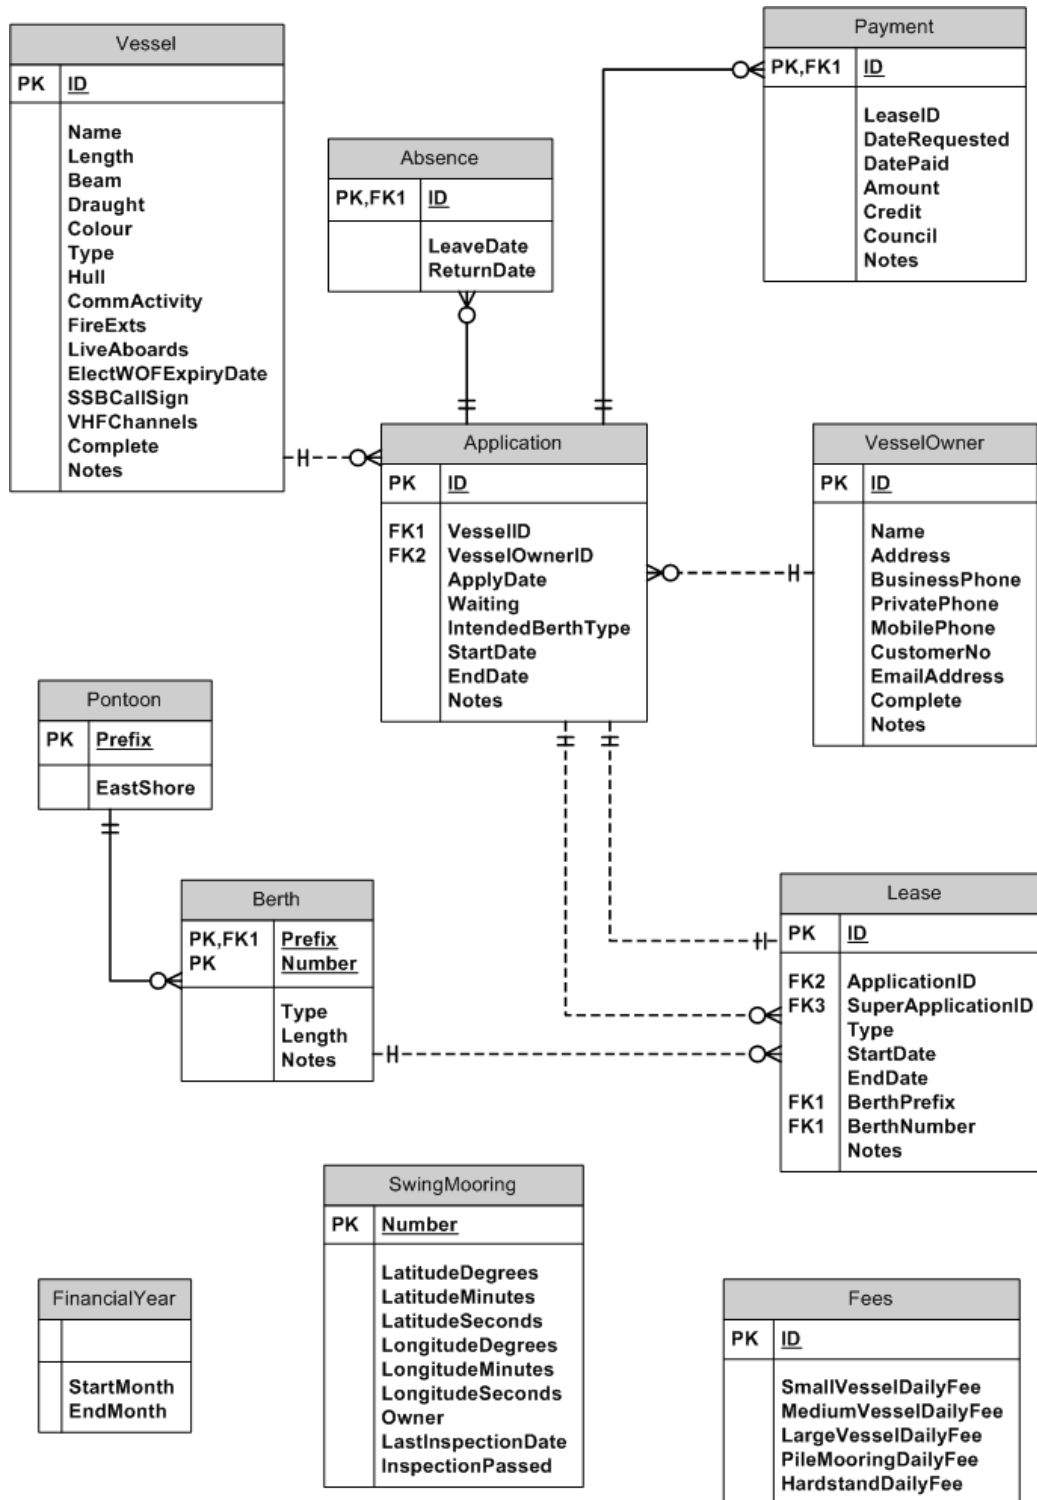 Vessel
PK ID
Name
Length
Beam
Draught
Colour
Type
Hull
CommActivity
FireExts
LiveAboards
ElectWOFExpiryDate
SSBCallSign
VHFChannels
Complete
Notes
Payment
PK,FK1 ID
LeaseID
DateRequested
DatePaid
Amount
Credit
Council
Notes
Absence
PK,FK1 ID
LeaveDate
ReturnDate
Application
PK ID
FK1 VesselID
FK2 VesselOwnerID
ApplyDate
Waiting
IntendedBerthType
StartDate
EndDate
Notes
VesselOwner
PK ID
Name
Address
BusinessPhone
PrivatePhone
MobilePhone
CustomerNo
EmailAddress
Complete
Notes
Pontoon
PK Prefix
EastShore
Berth
PK,FK1 Prefix
PK Number
Type
Length
Notes
Lease
PK ID
FK2 ApplicationID
FK3 SuperApplicationID
Type
StartDate
EndDate
FK1 BerthPrefix
FK1 BerthNumber
Notes
SwingMooring
PK Number
LatitudeDegrees
LatitudeMinutes
LatitudeSeconds
LongitudeDegrees
LongitudeMinutes
LongitudeSeconds
Owner
LastInspectionDate
InspectionPassed
FinancialYear
StartMonth
EndMonth
Fees
PK ID
SmallVesselDailyFee
MediumVesselDailyFee
LargeVesselDailyFee
PileMooringDailyFee
HardstandDailyFee